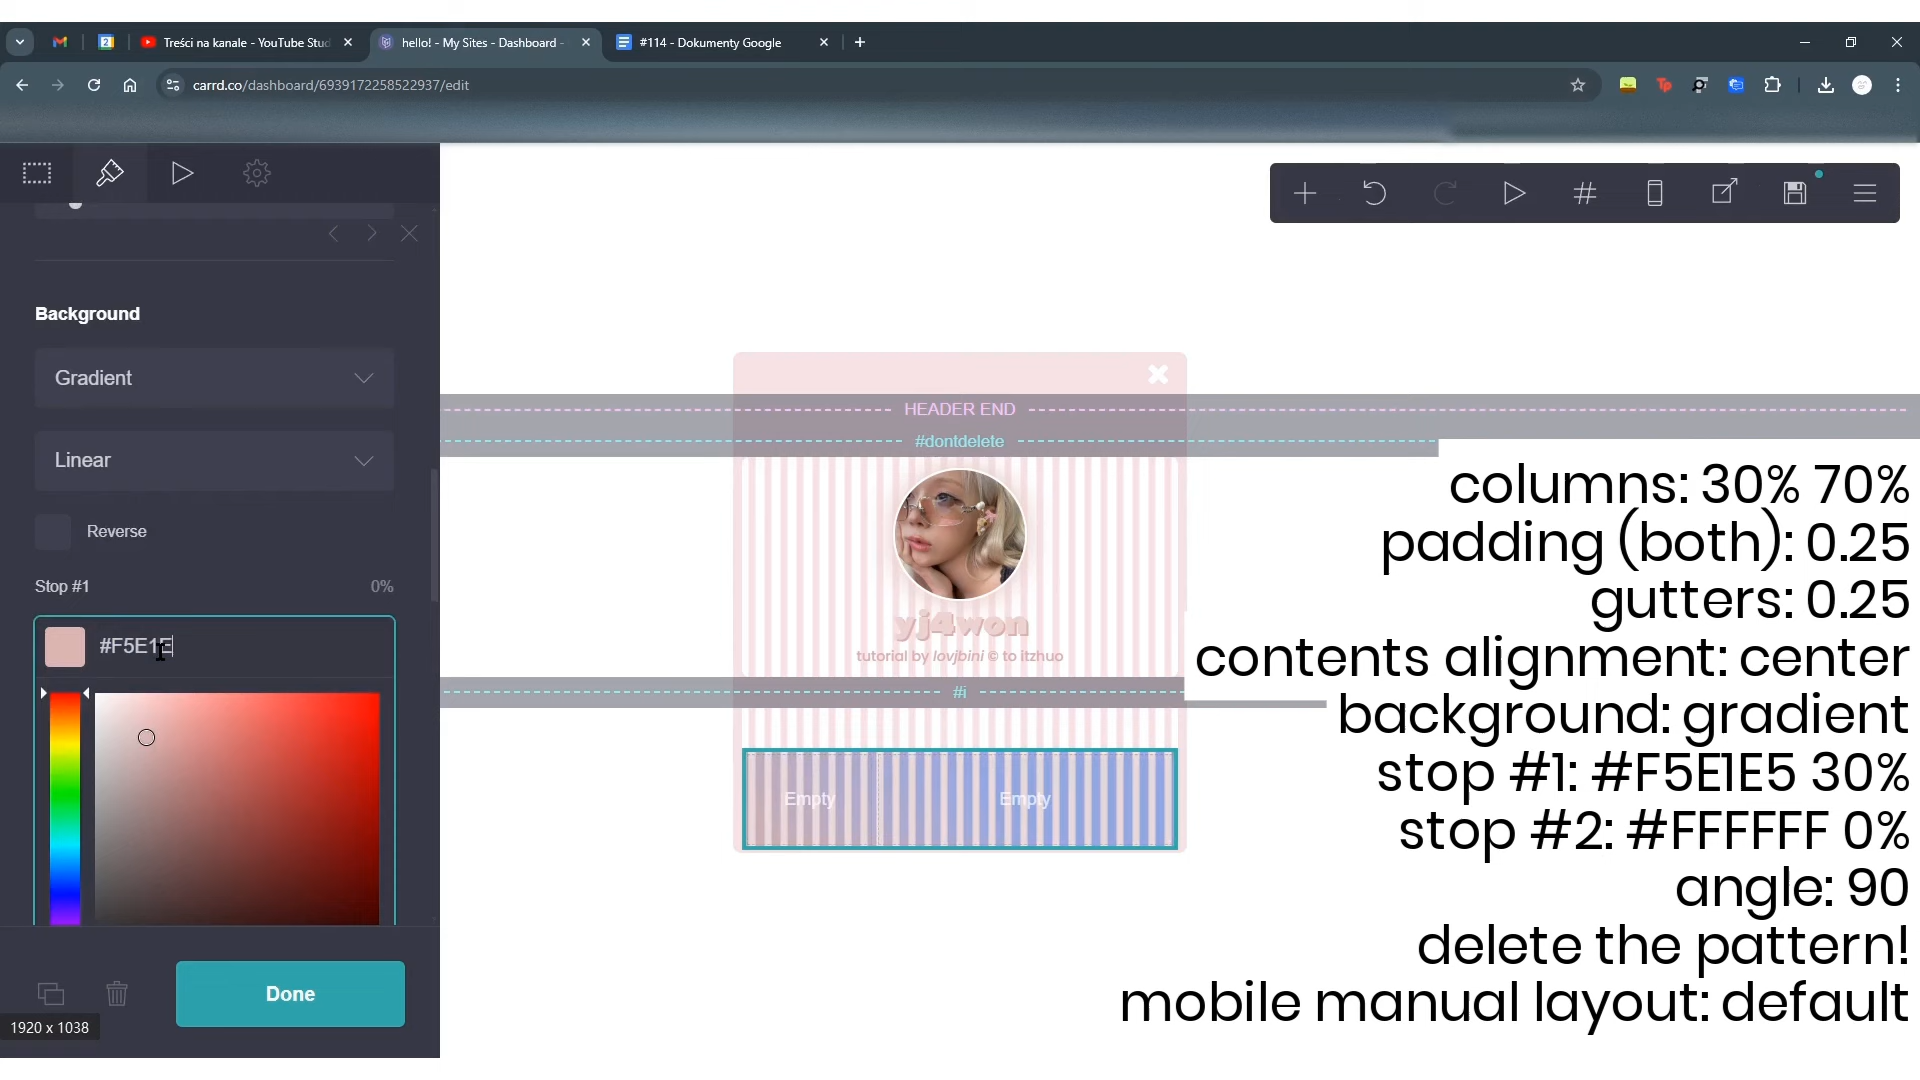 2
Treści na kanale - YouTube Stud
hello! - My Sites - Dashboard -
#114 - Dokumenty Google
carrd.co/dashboard/6939172258522937/edit
Tp
Background
Gradient
Linear
Reverse
Stop #1
0%
#F5E1E
Done
1920 x 1038
HEADER END
#dontdelete
yj4won
tutorial by lovjbini © to itzhuo
#i
Empty
Empty
columns: 30% 70%
padding (both): 0.25
gutters: 0.25
contents alignment: center
background: gradient
stop #1: #F5E1E5 30%
stop #2: #FFFFFF 0%
angle: 90
delete the pattern!
mobile manual layout: default